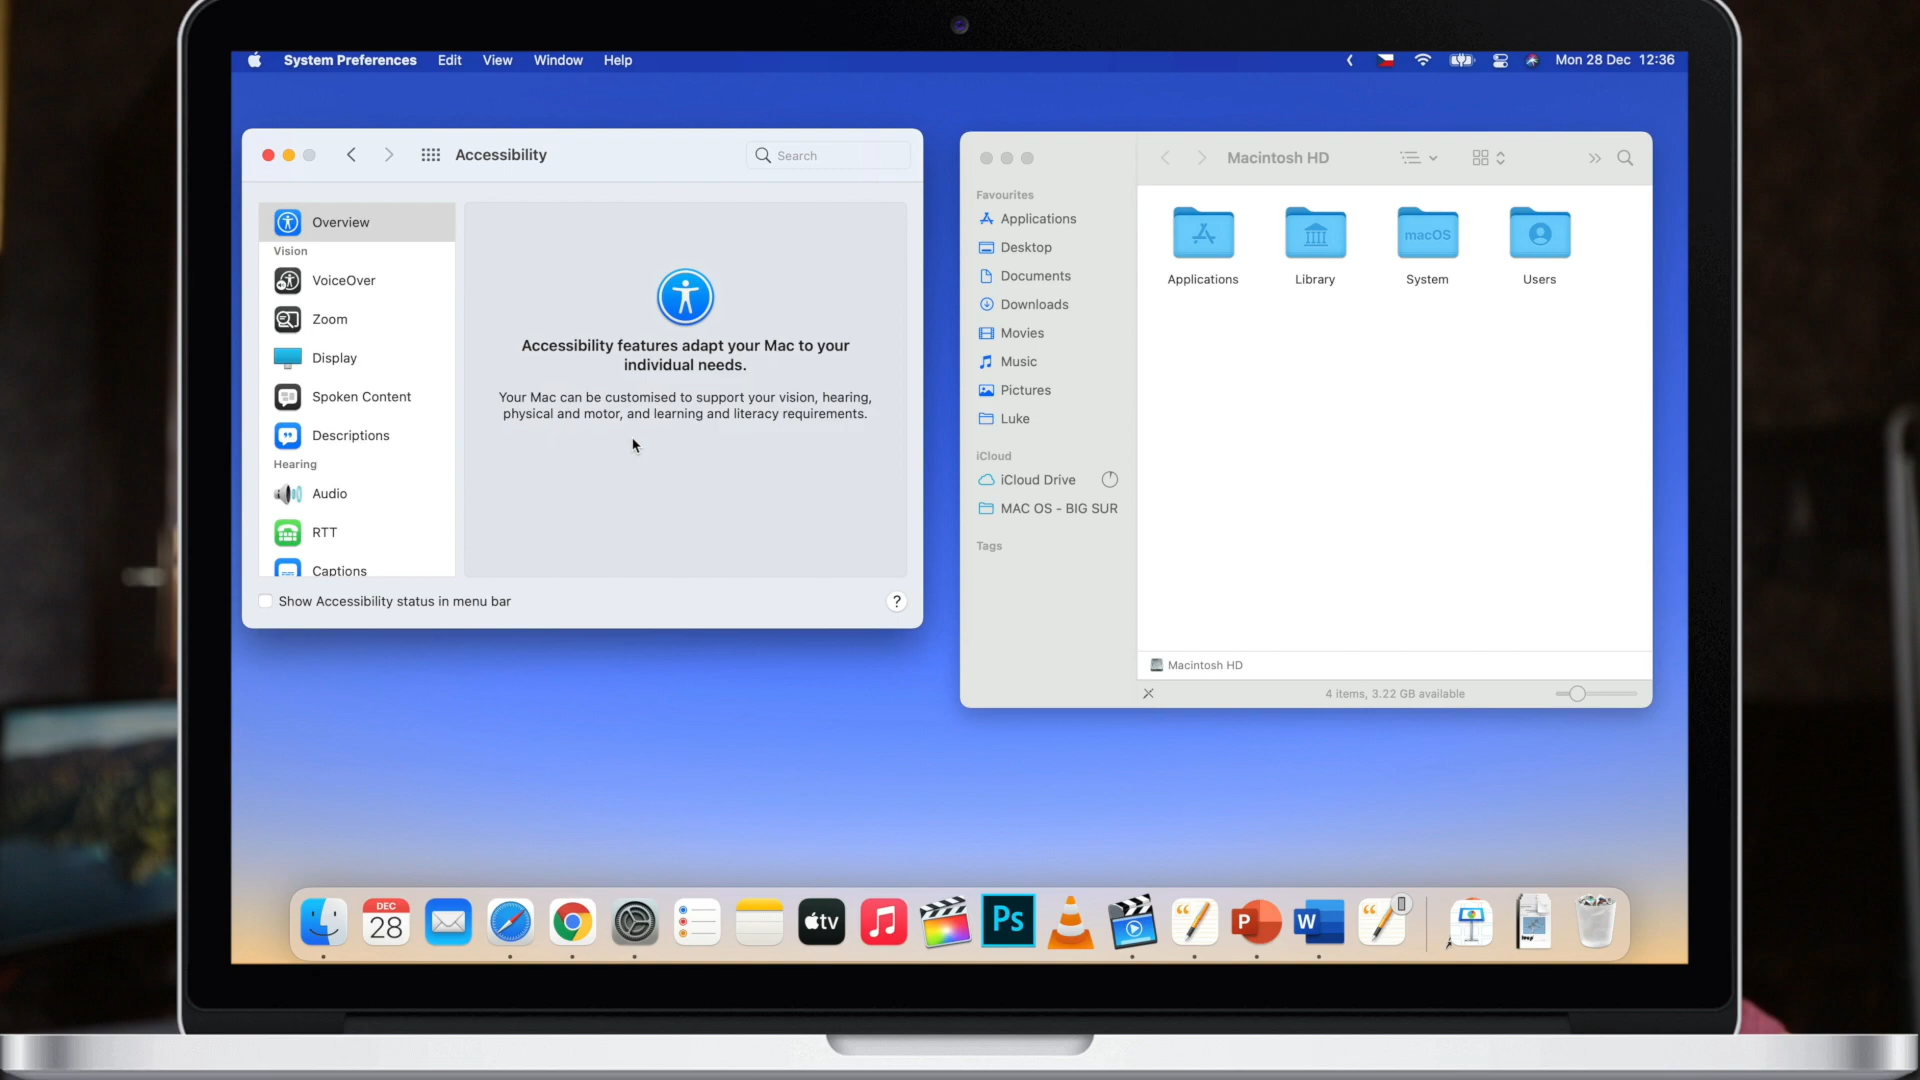 System Preferences Edit View Window Help
Mon 28 Dec 12:36
Accessibility
Search
Overview
Vision
VoiceOver
Zoom
Display
Spoken Content
Descriptions
Hearing
Audio
RTT
Captions
Accessibility features adapt your Mac to your
individual needs.
Your Mac can be customised to support your vision, hearing,
physical and motor, and learning and literacy requirements.
Show Accessibility status in menu bar
?
Macintosh HD
Favourites
Applications
Desktop
Documents
Downloads
Movies
Music
Pictures
Luke
iCloud
iCloud Drive
MAC OS - BIG SUR
Tags
macOS
Applications
Library
System
Users
Macintosh HD
4 items, 3.22 GB available
DEC
28
tv
Ps
P
W